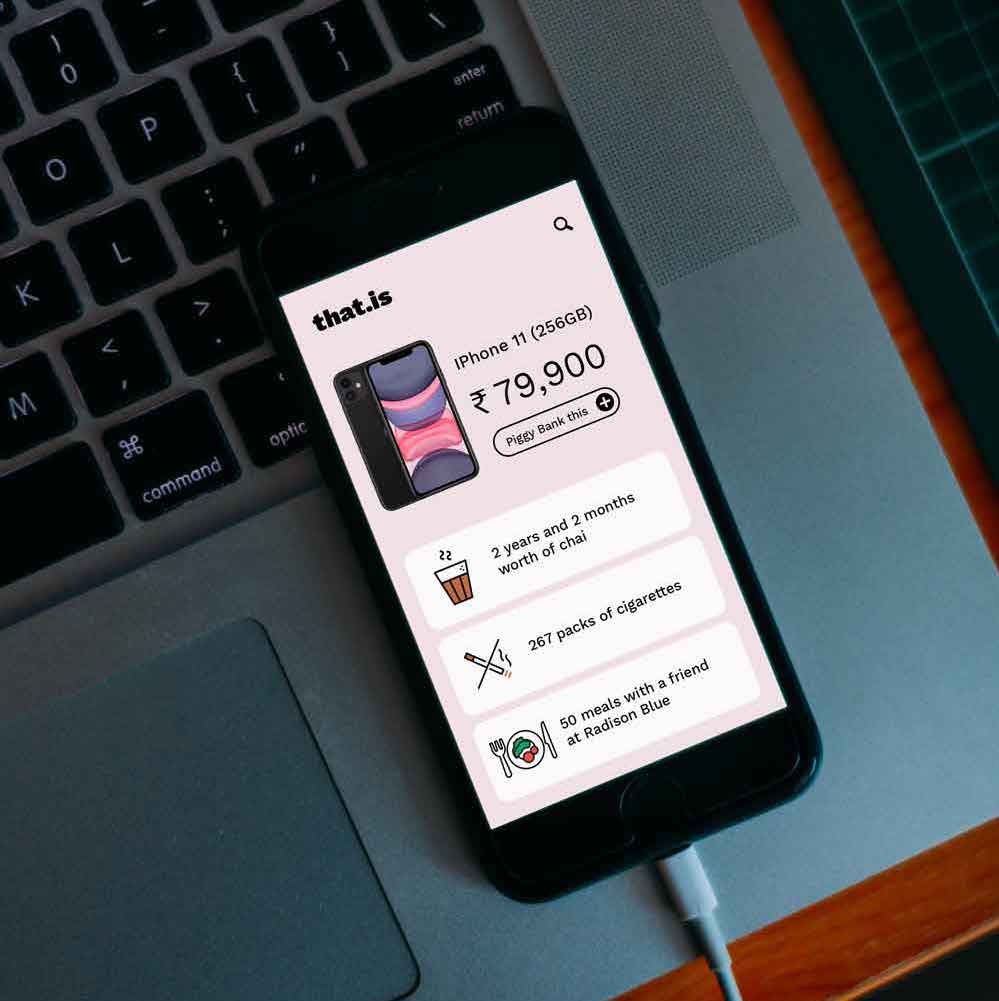 )
0
-
_
}
]
\
{
[
enter
return
P
O
"
,
:
;
L
K
>
.
<
,
M
⌘
command
optic
that.is
IPhone 11 (256GB)
₹ 79,900
Piggy Bank this
2 years and 2 months
worth of chai
267 packs of cigarettes
50 meals with a friend
at Radison Blue